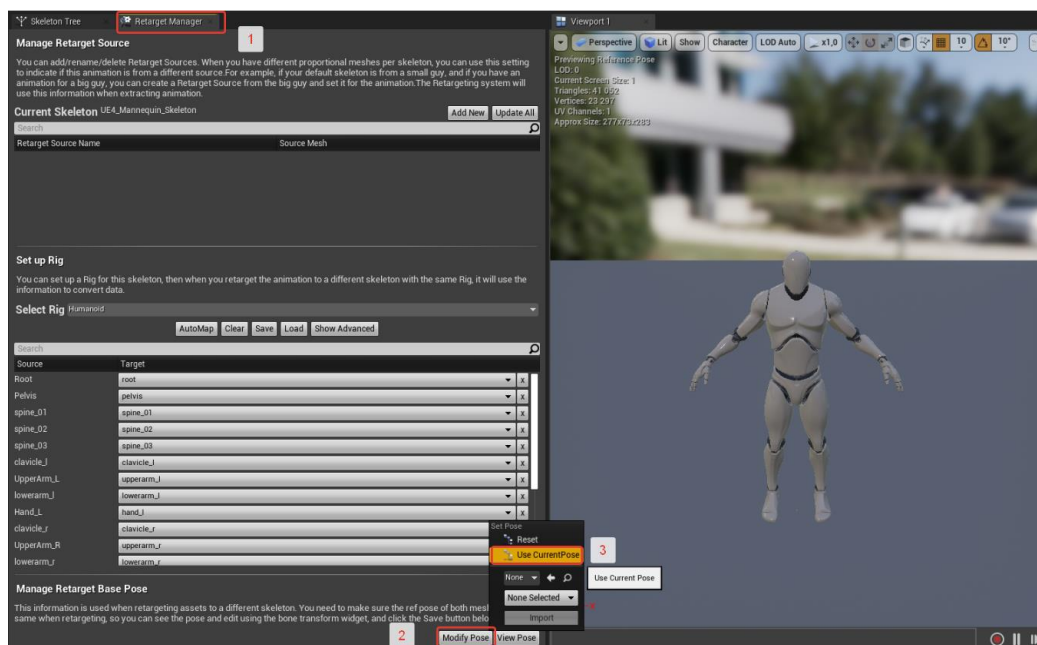 Skeleton Tree
Retarget Manager
1
Manage Retarget Source
You can add/rename/delete Retarget Sources. When you have different proportional meshes per skeleton, you can use this setting
to indicate if this animation is from a different source.For example, if your default skeleton is from a small guy, and if you have an
animation for a big guy, you can create a Retarget Source from the big guy and set it for the animation.The Retargeting system will
use this information when extracting animation.
Current Skeleton UE4_Mannequin_Skeleton
Add New Update All
Search
Retarget Source Name Source Mesh
Set up Rig
You can set up a Rig for this skeleton, then when you retarget the animation to a different skeleton with the same Rig, it will use the
information to convert data.
Select Rig Humanoid
AutoMap Clear Save Load Show Advanced
Search
Source Target
Root root x
Pelvis pelvis x
spine_01 spine_01 x
spine_02 spine_02 x
spine_03 spine_03 x
clavicle_l clavicle_l x
UpperArm_L upperarm_l x
lowerarm_l lowerarm_l x
Hand_L hand_l x
clavicle_r clavicle_r
UpperArm_R upperarm_r
lowerarm_r lowerarm_r
Manage Retarget Base Pose
This information is used when retargeting assets to a different skeleton. You need to make sure the ref pose of both mes
same when retargeting, so you can see the pose and edit using the bone transform widget, and click the Save button belo
2
Modify Pose View Pose
Set Pose
Reset
Use CurrentPose
3
None
Use Current Pose
None Selected
Import
Viewport 1
Perspective Lit Show Character LOD Auto x1,0 10 10°
Previewing Reference Pose
LOD: 0
Current Screen Size: 1
Triangles: 41 052
Vertices: 23 297
UV Channels: 1
Approx Size: 277x73x283